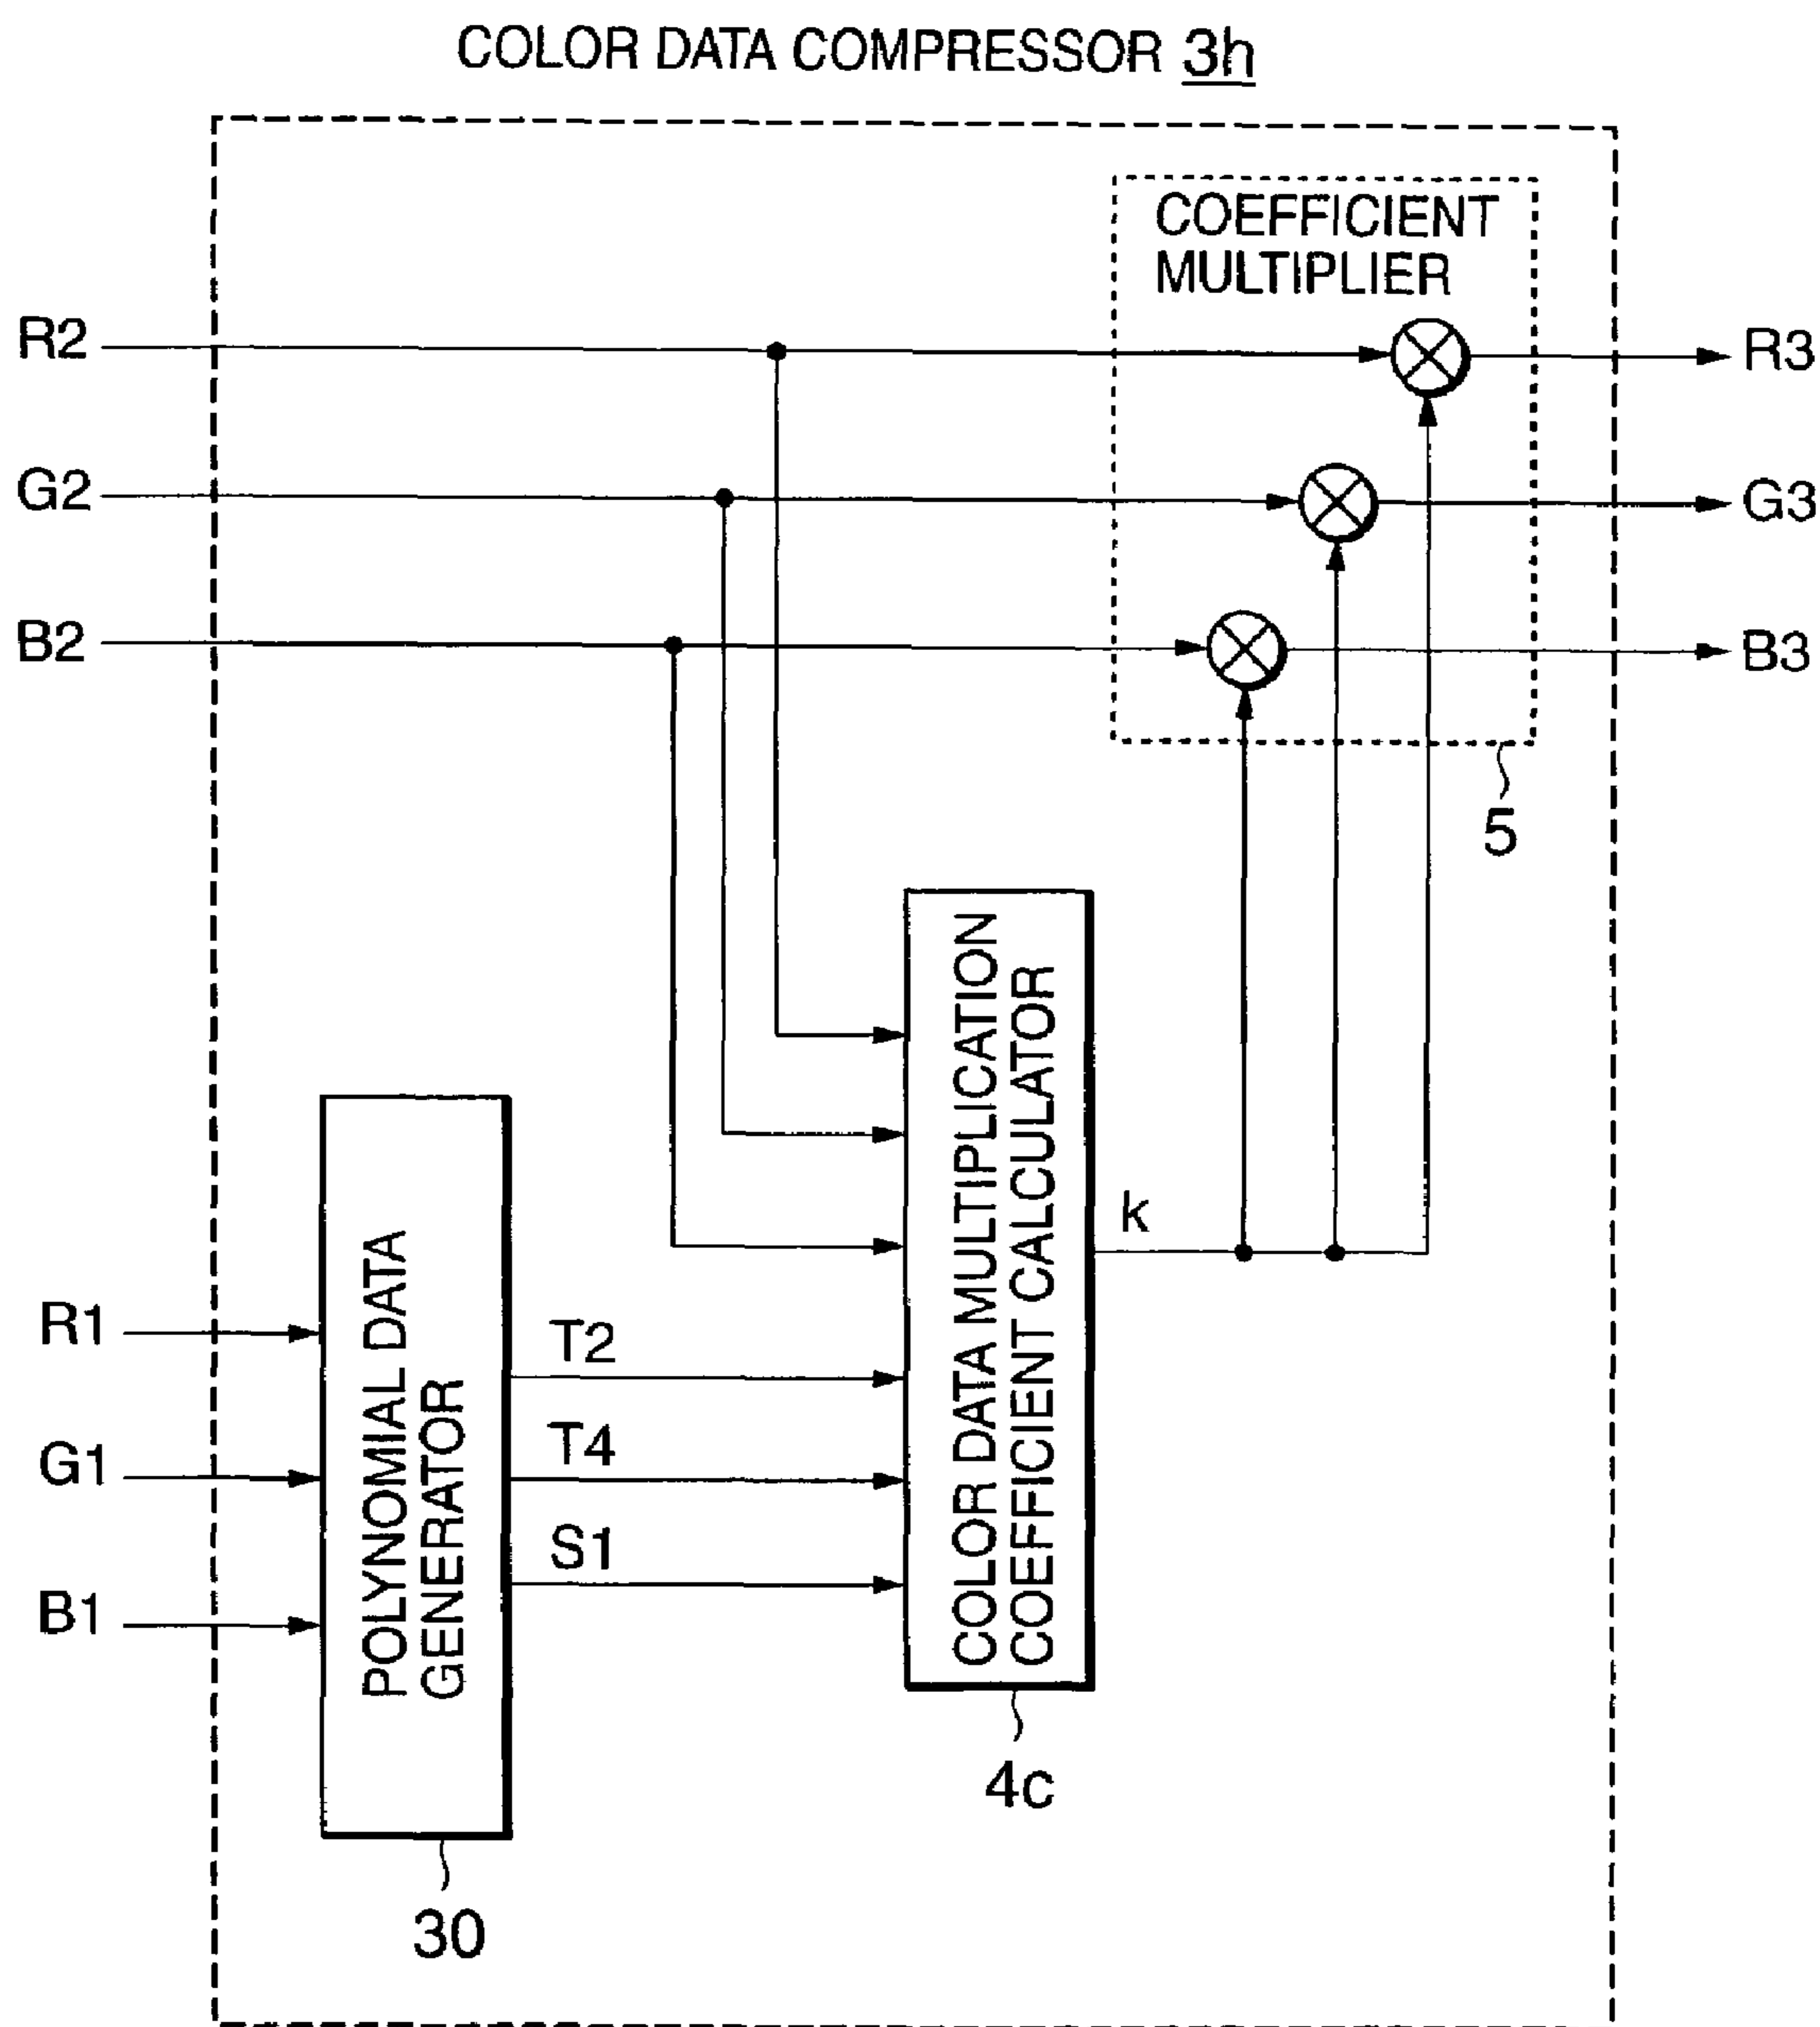 COLOR DATA COMPRESSOR 3h
COEFFICIENT
MULTIPLIER
R2
R3
G2
G3
B2
B3
5
COLOR DATA MULTIPLICATION
COEFFICIENT CALCULATOR
k
POLYNOMIAL DATA
GENERATOR
R1
T2
G1
T4
S1
B1
4c
30